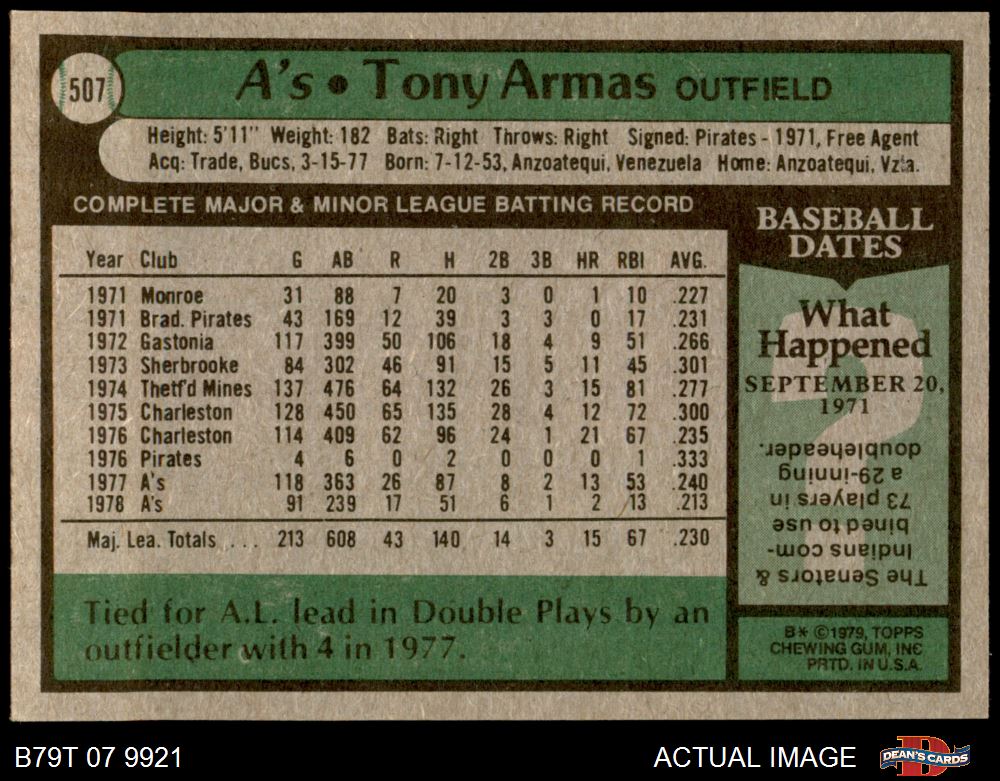 507
A's • Tony Armas OUTFIELD
Height: 5'11" Weight: 182 Bats: Right Throws: Right Signed: Pirates - 1971, Free Agent
Acq: Trade, Bucs, 3-15-77 Born: 7-12-53, Anzoatequi, Venezuela Home: Anzoatequi, Vzla.
COMPLETE MAJOR & MINOR LEAGUE BATTING RECORD
Year Club G AB R H 2B 3B HR RBI AVG.
1971 Monroe 31 88 7 20 3 0 1 10 .227
1971 Brad. Pirates 43 169 12 39 3 3 0 17 .231
1972 Gastonia 117 399 50 106 18 4 9 51 .266
1973 Sherbrooke 84 302 46 91 15 5 11 45 .301
1974 Thetf'd Mines 137 476 64 132 26 3 15 81 .277
1975 Charleston 128 450 65 135 28 4 12 72 .300
1976 Charleston 114 409 62 96 24 1 21 67 .235
1976 Pirates 4 6 0 2 0 0 0 1 .333
1977 A's 118 363 26 87 8 2 13 53 .240
1978 A's 91 239 17 51 6 1 2 13 .213
Maj. Lea. Totals . . . 213 608 43 140 14 3 15 67 .230
Tied for A.L. lead in Double Plays by an
outfielder with 4 in 1977.
BASEBALL
DATES
What
Happened
SEPTEMBER 20,
1971
The Senators &
Indians com-
bined to use
73 players in
a 29-inning
doubleheader.
B* ©1979, TOPPS
CHEWING GUM, INC
PRTD. IN U.S.A.
B79T 07 9921
ACTUAL IMAGE
DEAN'S CARDS